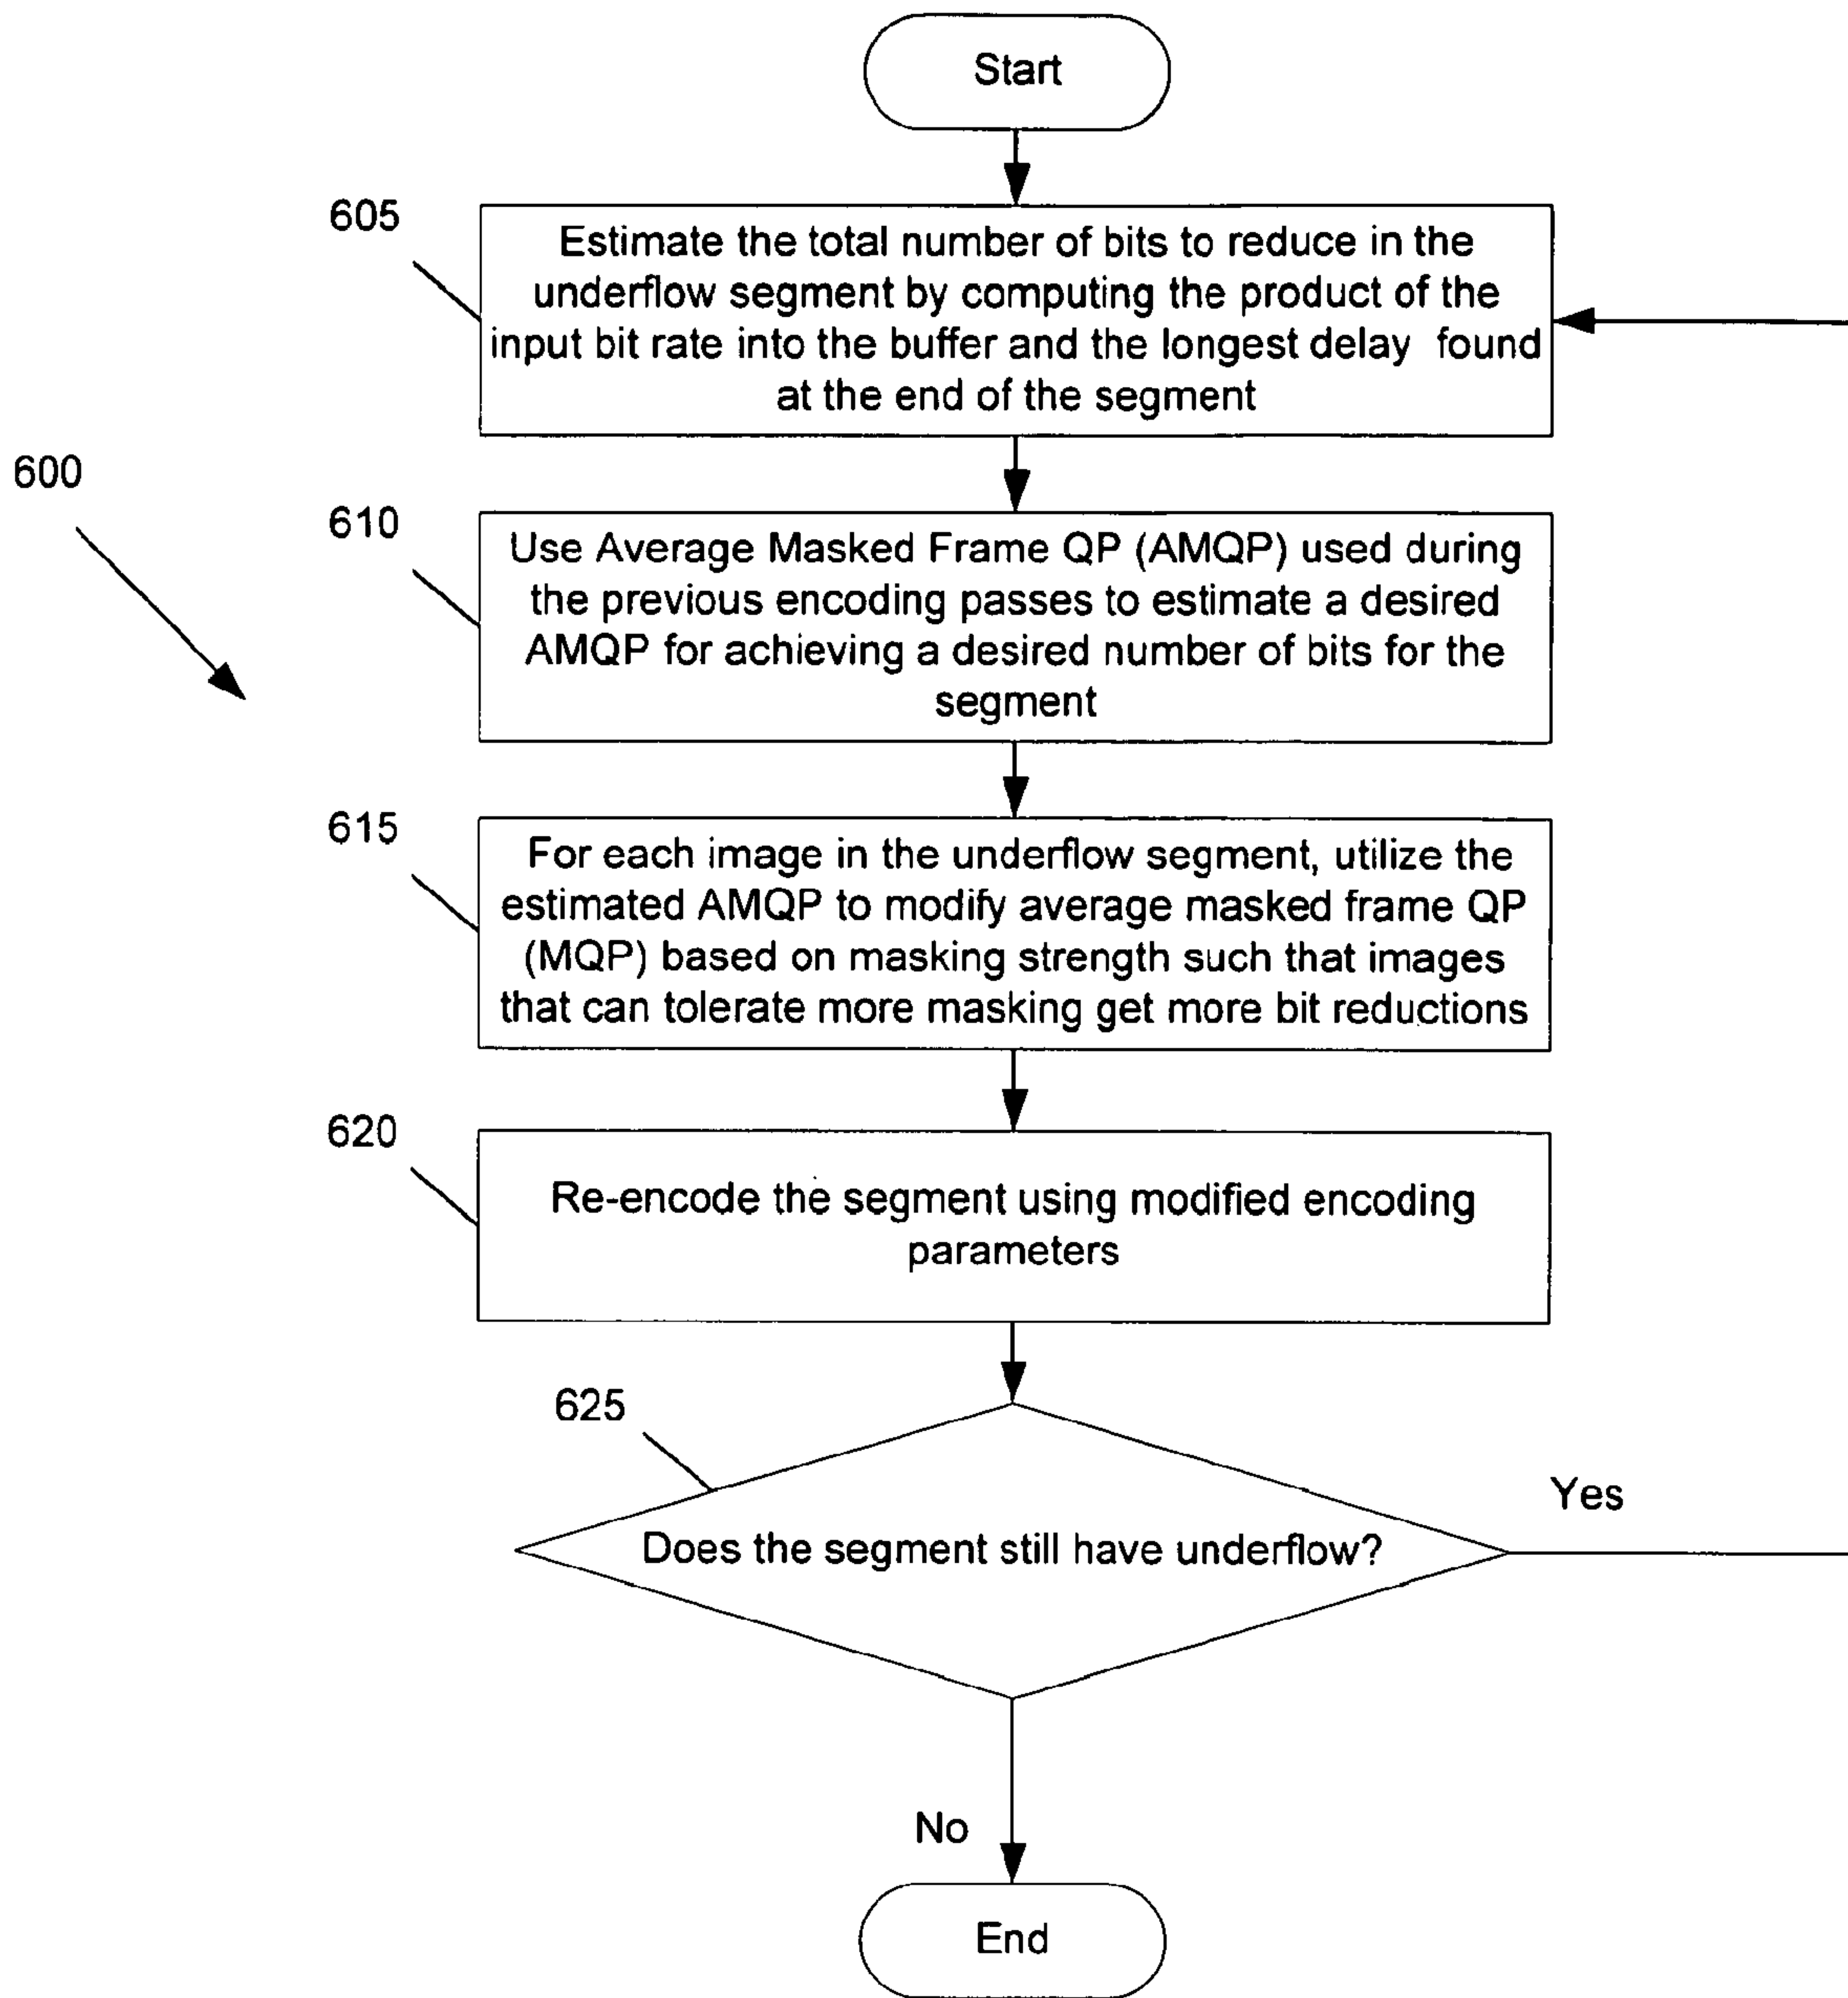 Start
605
Estimate the total number of bits to reduce in the
underflow segment by computing the product of the
input bit rate into the buffer and the longest delay found
at the end of the segment
600
610
Use Average Masked Frame QP (AMQP) used during
the previous encoding passes to estimate a desired
AMQP for achieving a desired number of bits for the
segment
615
For each image in the underflow segment, utilize the
estimated AMQP to modify average masked frame QP
(MQP) based on masking strength such that images
that can tolerate more masking get more bit reductions
620
Re-encode the segment using modified encoding
parameters
625
Yes
Does the segment still have underflow?
No
End